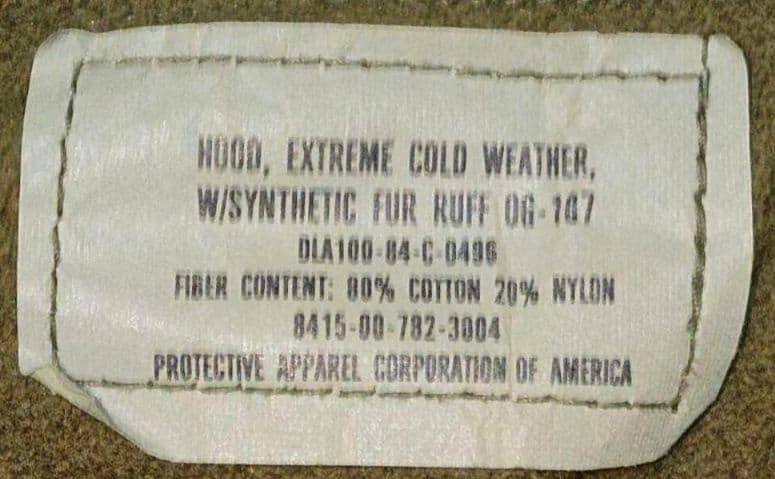 HOOD, EXTREME COLD WEATHER,
W/SYNTHETIC FUR RUFF OG-107
DLA100-84-C-0496
FIBER CONTENT: 80% COTTON 20% NYLON
8415-00-782-3004
PROTECTIVE APPAREL CORPORATION OF AMERICA